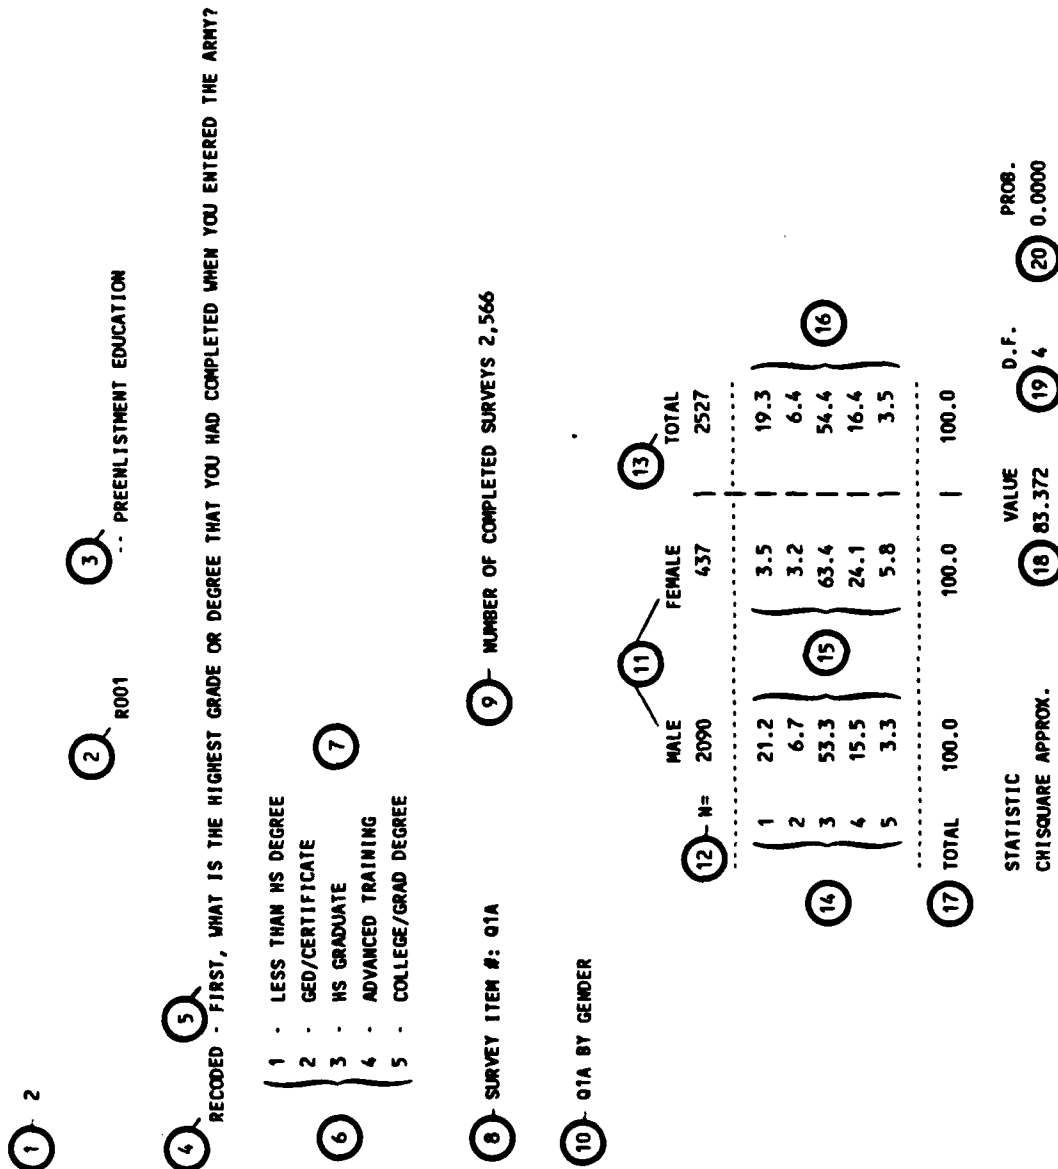 1 2
2 3
R001 -- PREENLISTMENT EDUCATION
4 5
RECODED - FIRST, WHAT IS THE HIGHEST GRADE OR DEGREE THAT YOU HAD COMPLETED WHEN YOU ENTERED THE ARMY?
1 - LESS THAN HS DEGREE
2 - GED/CERTIFICATE
6 3 - HS GRADUATE 7
4 - ADVANCED TRAINING
5 - COLLEGE/GRAD DEGREE
8 SURVEY ITEM #: Q1A 9 NUMBER OF COMPLETED SURVEYS 2,566
10 Q1A BY GENDER
11 13
MALE FEMALE TOTAL
12 N= 2090 437 | 2527
1 21.2 3.5 | 19.3
2 6.7 3.2 | 6.4
14 3 53.3 15 63.4 | 54.4 16
4 15.5 24.1 | 16.4
5 3.3 5.8 | 3.5
17 TOTAL 100.0 100.0 | 100.0
STATISTIC VALUE D.F. PROB.
CHISQUARE APPROX. 18 83.372 19 4 20 0.0000